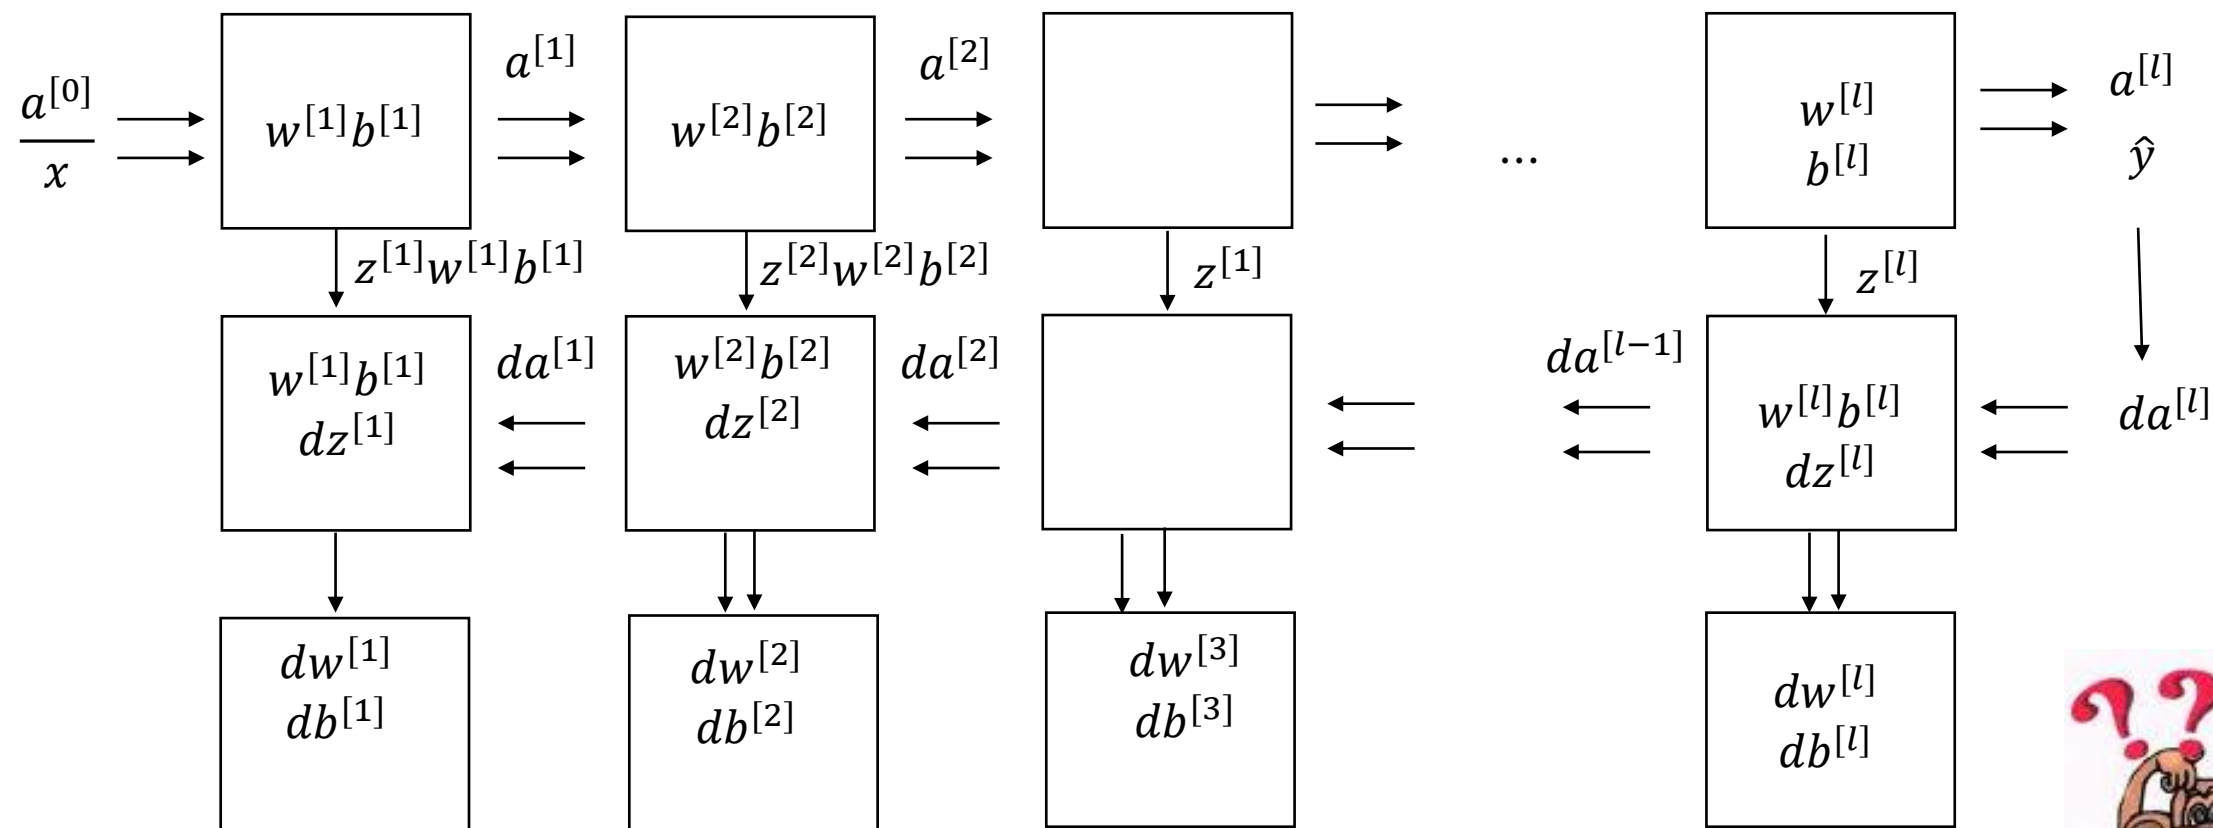 a^[0]
x
w^[1]b^[1]
a^[1]
w^[2]b^[2]
a^[2]
...
w^[l]
b^[l]
a^[l]
ŷ
z^[1]w^[1]b^[1]
z^[2]w^[2]b^[2]
z^[1]
z^[l]
w^[1]b^[1]
dz^[1]
da^[1]
w^[2]b^[2]
dz^[2]
da^[2]
da^[l−1]
w^[l]b^[l]
dz^[l]
da^[l]
dw^[1]
db^[1]
dw^[2]
db^[2]
dw^[3]
db^[3]
dw^[l]
db^[l]
??